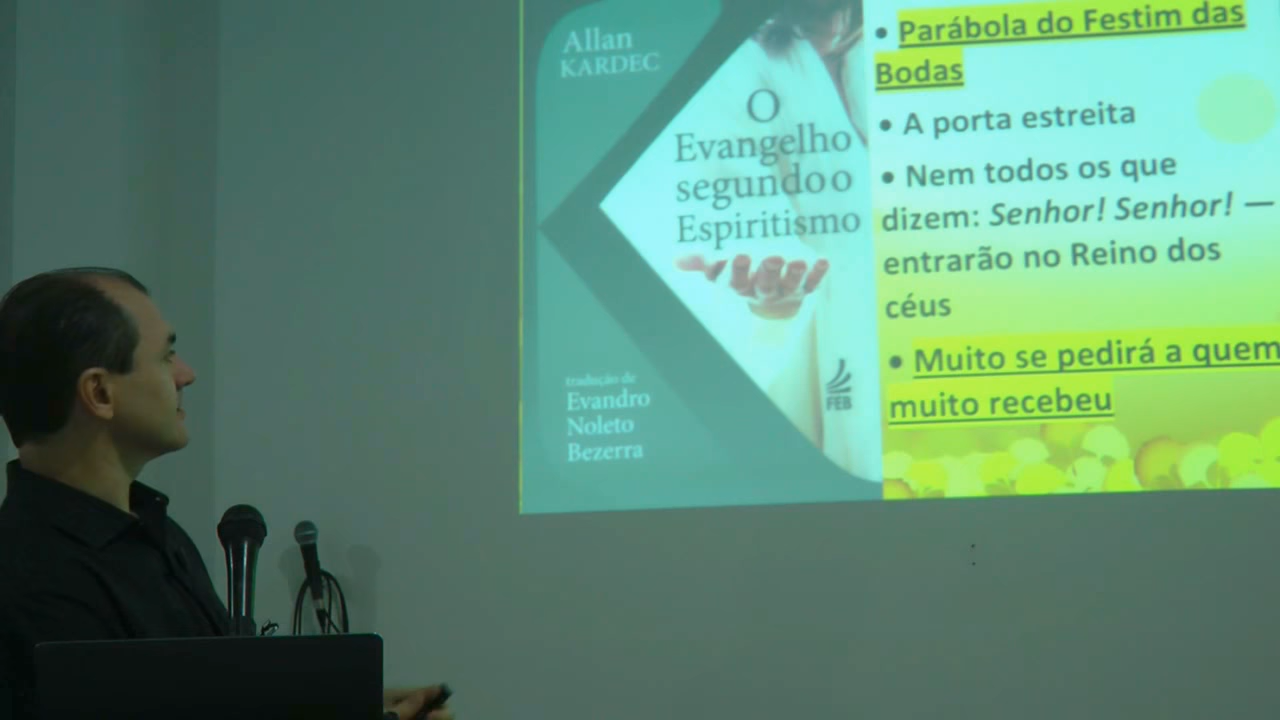 Allan
KARDEC
O
Evangelho
segundo o
Espiritismo
tradução de
Evandro
Noleto
Bezerra
FEB
• Parábola do Festim das
Bodas
• A porta estreita
• Nem todos os que
dizem: Senhor! Senhor! —
entrarão no Reino dos
céus
• Muito se pedirá a quem
muito recebeu